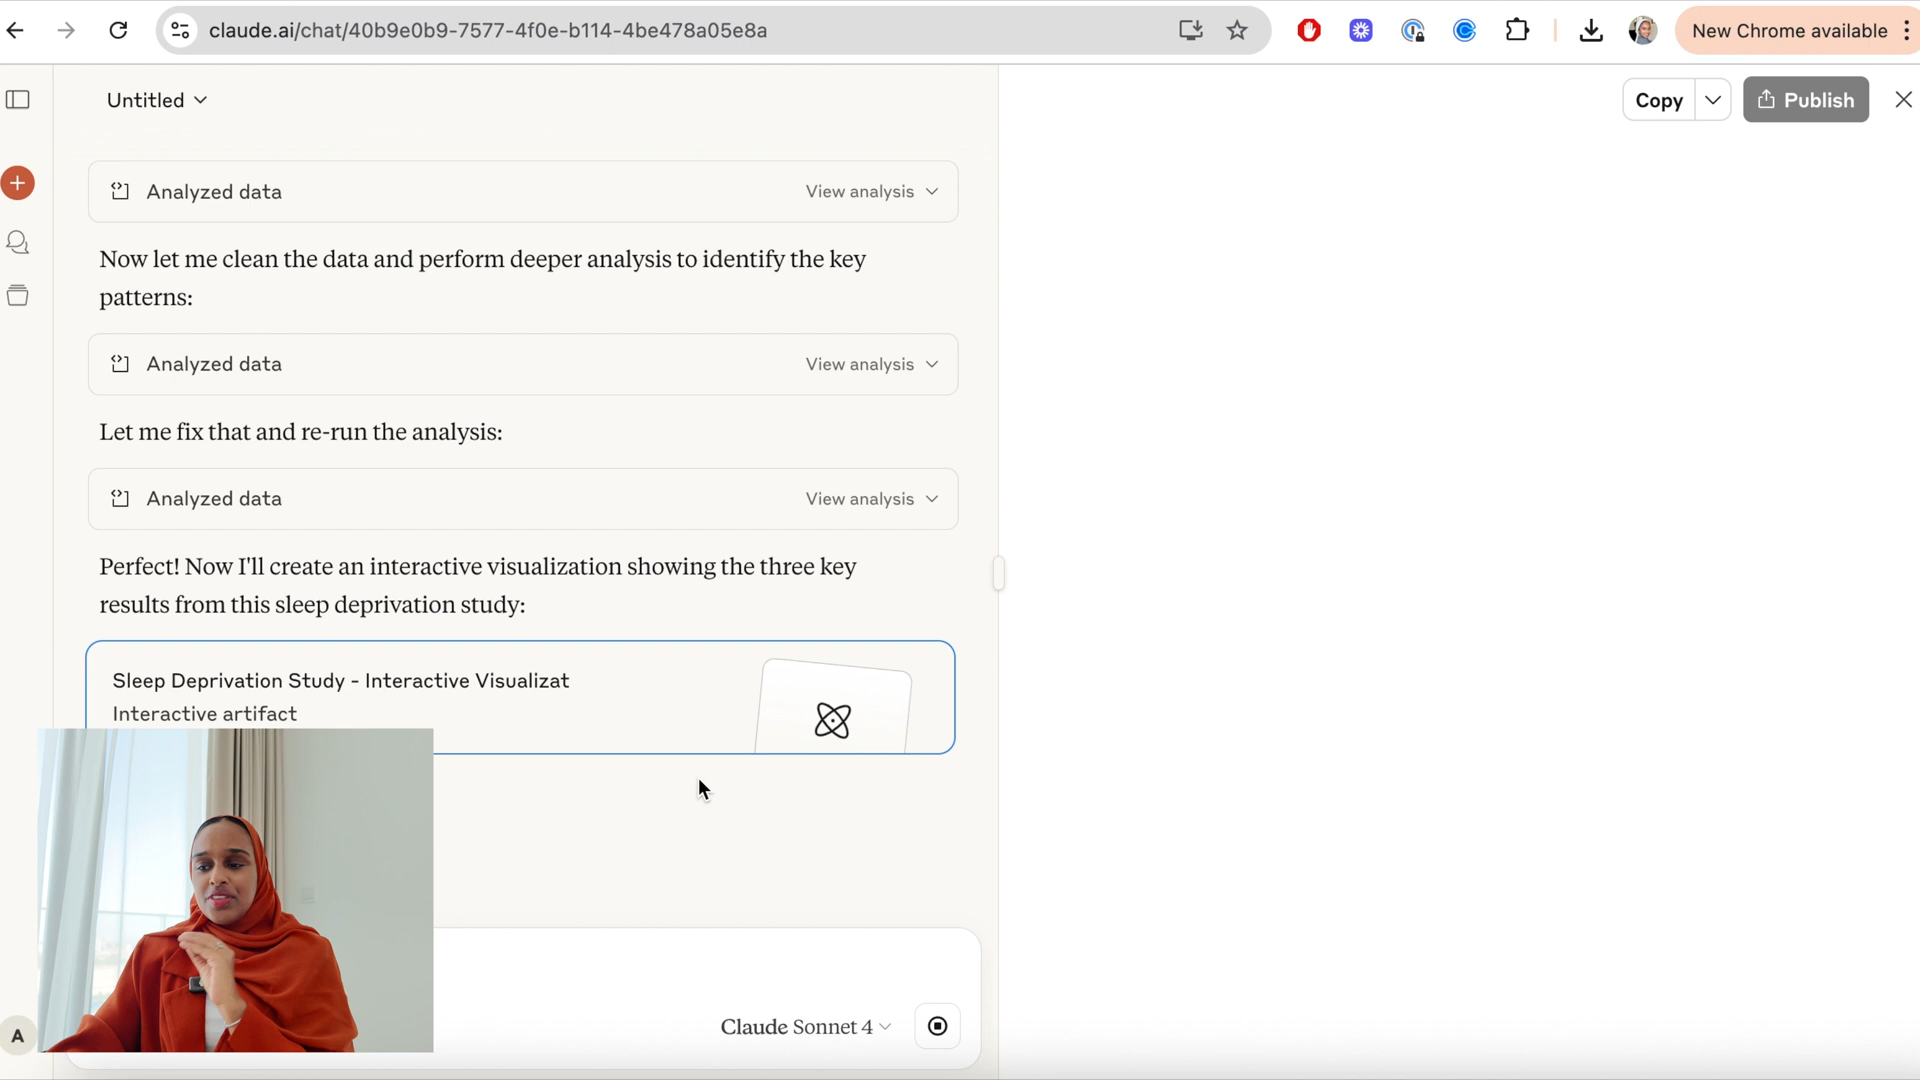 claude.ai/chat/40b9e0b9-7577-4f0e-b114-4be478a05e8a
New Chrome available
Untitled
Copy
Publish
Analyzed data
View analysis
Now let me clean the data and perform deeper analysis to identify the key
patterns:
Analyzed data
View analysis
Let me fix that and re-run the analysis:
Analyzed data
View analysis
Perfect! Now I'll create an interactive visualization showing the three key
results from this sleep deprivation study:
Sleep Deprivation Study - Interactive Visualizat
Interactive artifact
Claude Sonnet 4
A